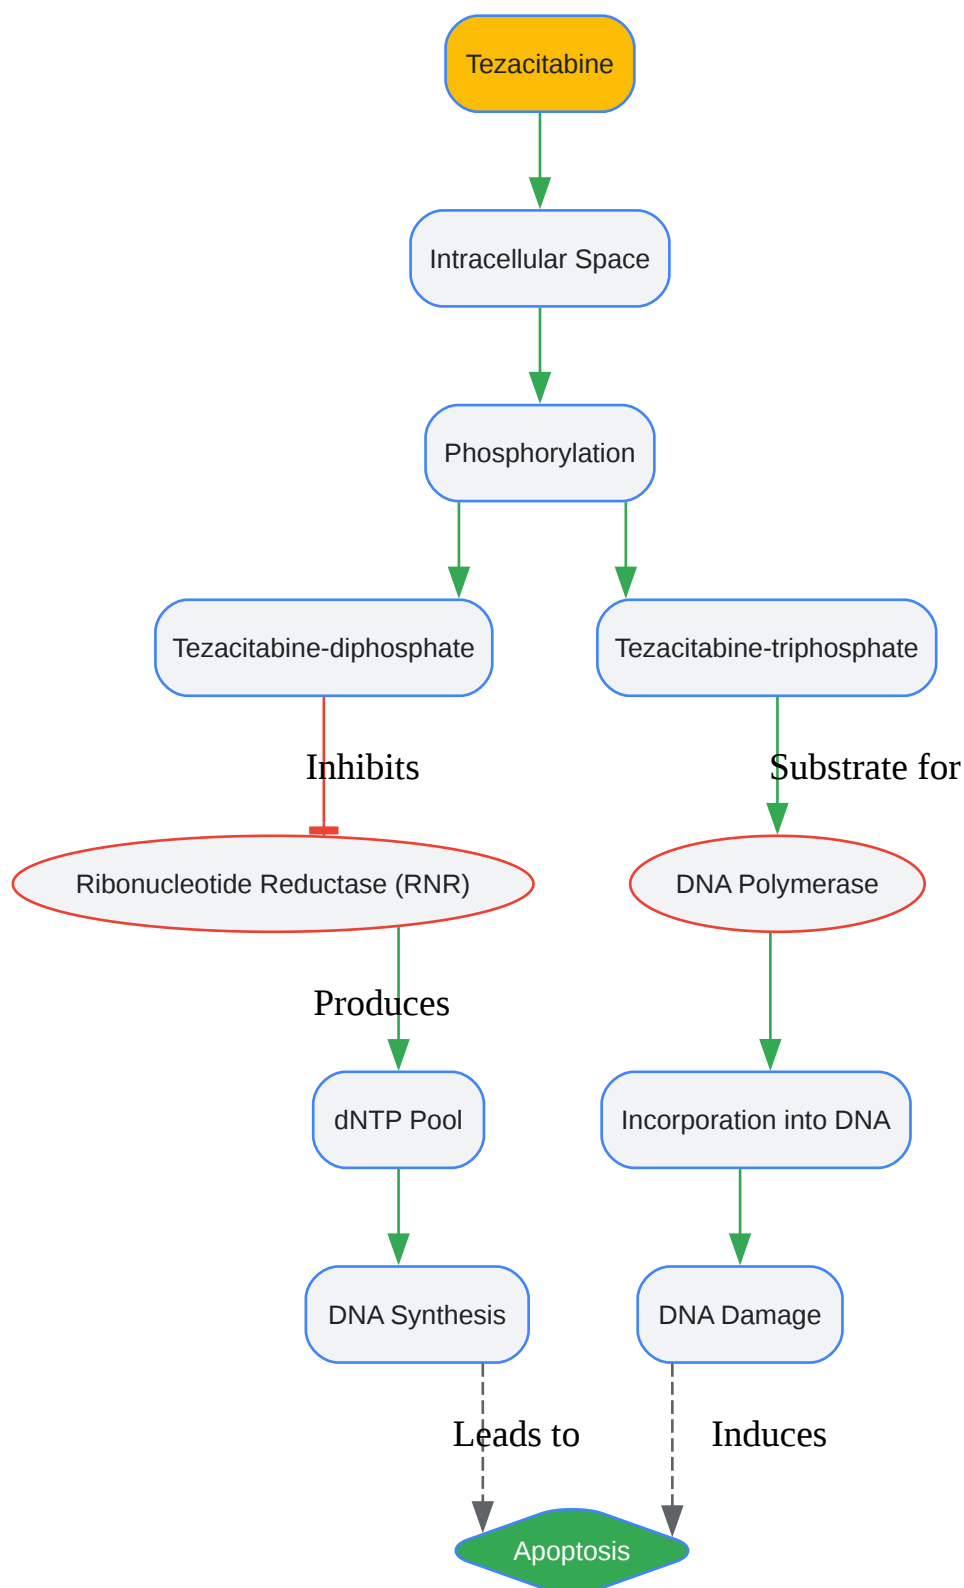 Tezacitabine
Intracellular Space
Phosphorylation
Tezacitabine-diphosphate
Tezacitabine-triphosphate
Inhibits
Substrate for
Ribonucleotide Reductase (RNR)
DNA Polymerase
Produces
dNTP Pool
Incorporation into DNA
DNA Synthesis
DNA Damage
Leads to
Induces
Apoptosis